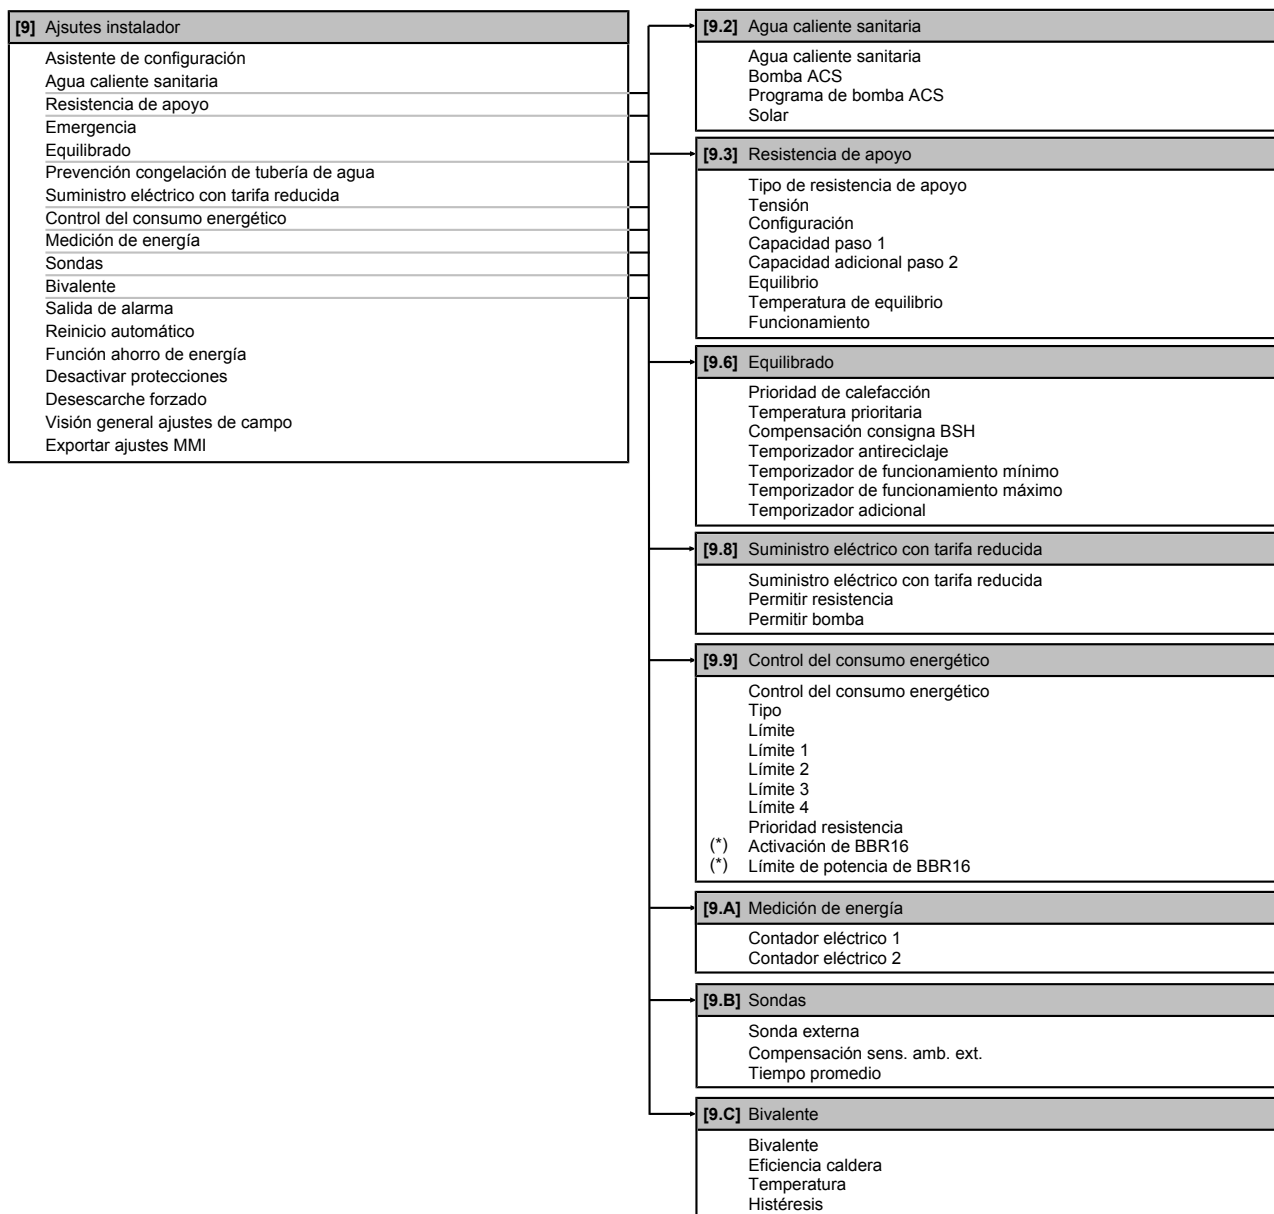 [9] Ajsutes instalador
Asistente de configuración
Agua caliente sanitaria
Resistencia de apoyo
Emergencia
Equilibrado
Prevención congelación de tubería de agua
Suministro eléctrico con tarifa reducida
Control del consumo energético
Medición de energía
Sondas
Bivalente
Salida de alarma
Reinicio automático
Función ahorro de energía
Desactivar protecciones
Desescarche forzado
Visión general ajustes de campo
Exportar ajustes MMI
[9.2] Agua caliente sanitaria
Agua caliente sanitaria
Bomba ACS
Programa de bomba ACS
Solar
[9.3] Resistencia de apoyo
Tipo de resistencia de apoyo
Tensión
Configuración
Capacidad paso 1
Capacidad adicional paso 2
Equilibrio
Temperatura de equilibrio
Funcionamiento
[9.6] Equilibrado
Prioridad de calefacción
Temperatura prioritaria
Compensación consigna BSH
Temporizador antireciclaje
Temporizador de funcionamiento mínimo
Temporizador de funcionamiento máximo
Temporizador adicional
[9.8] Suministro eléctrico con tarifa reducida
Suministro eléctrico con tarifa reducida
Permitir resistencia
Permitir bomba
[9.9] Control del consumo energético
Control del consumo energético
Tipo
Límite
Límite 1
Límite 2
Límite 3
Límite 4
Prioridad resistencia
(*) Activación de BBR16
(*) Límite de potencia de BBR16
[9.A] Medición de energía
Contador eléctrico 1
Contador eléctrico 2
[9.B] Sondas
Sonda externa
Compensación sens. amb. ext.
Tiempo promedio
[9.C] Bivalente
Bivalente
Eficiencia caldera
Temperatura
Histéresis